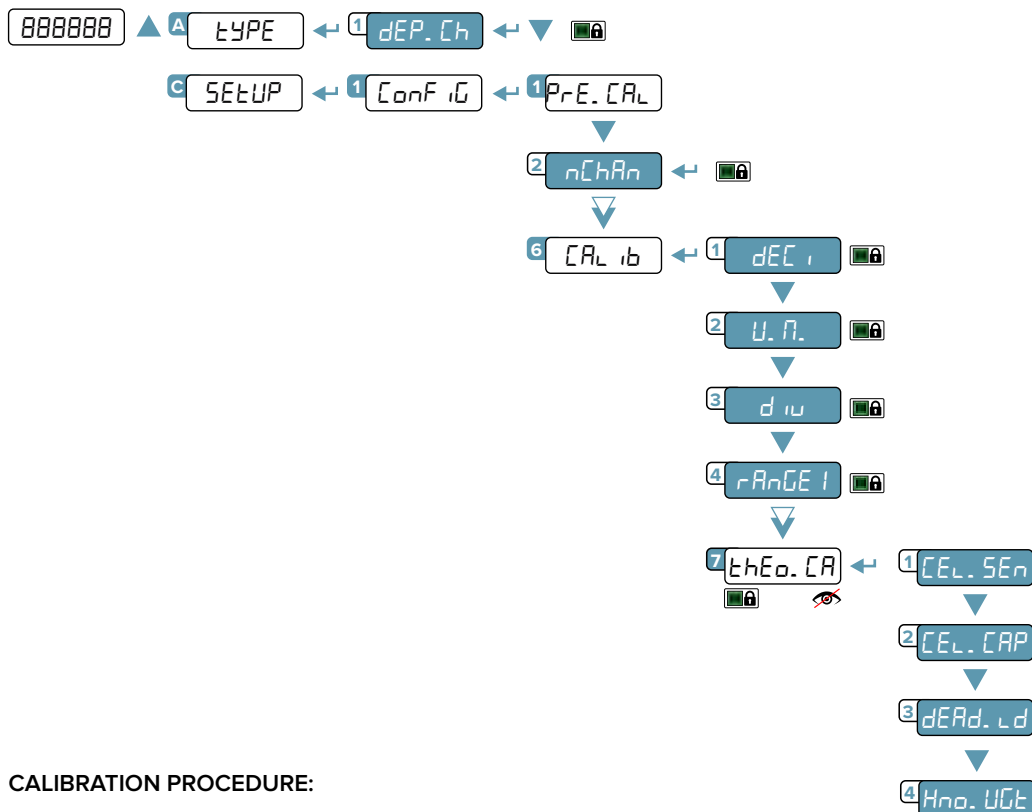 888888 A tYPE 1 dEP. Ch
C SEtUP 1 ConFiG 1 PrE. CAL
2 nChAn
6 CALib 1 dECi
2 U. M.
3 div
4 rAnGE 1
7 thEo. CA 1 CEL. SEn
2 CEL. CAP
3 dEAd. Ld
CALIBRATION PROCEDURE:
4 Hno. UGt